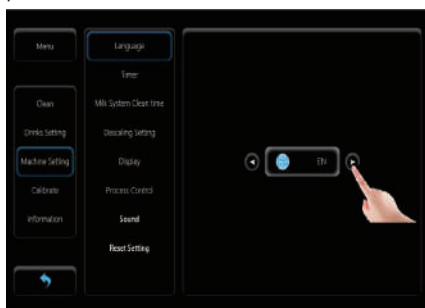 Menu
Clean
Drinks Setting
Machine Setting
Calibrate
Information
Language
Timer
Milk System Clean time
Descaling Setting
Display
Process Control
Sound
Reset Setting
EN